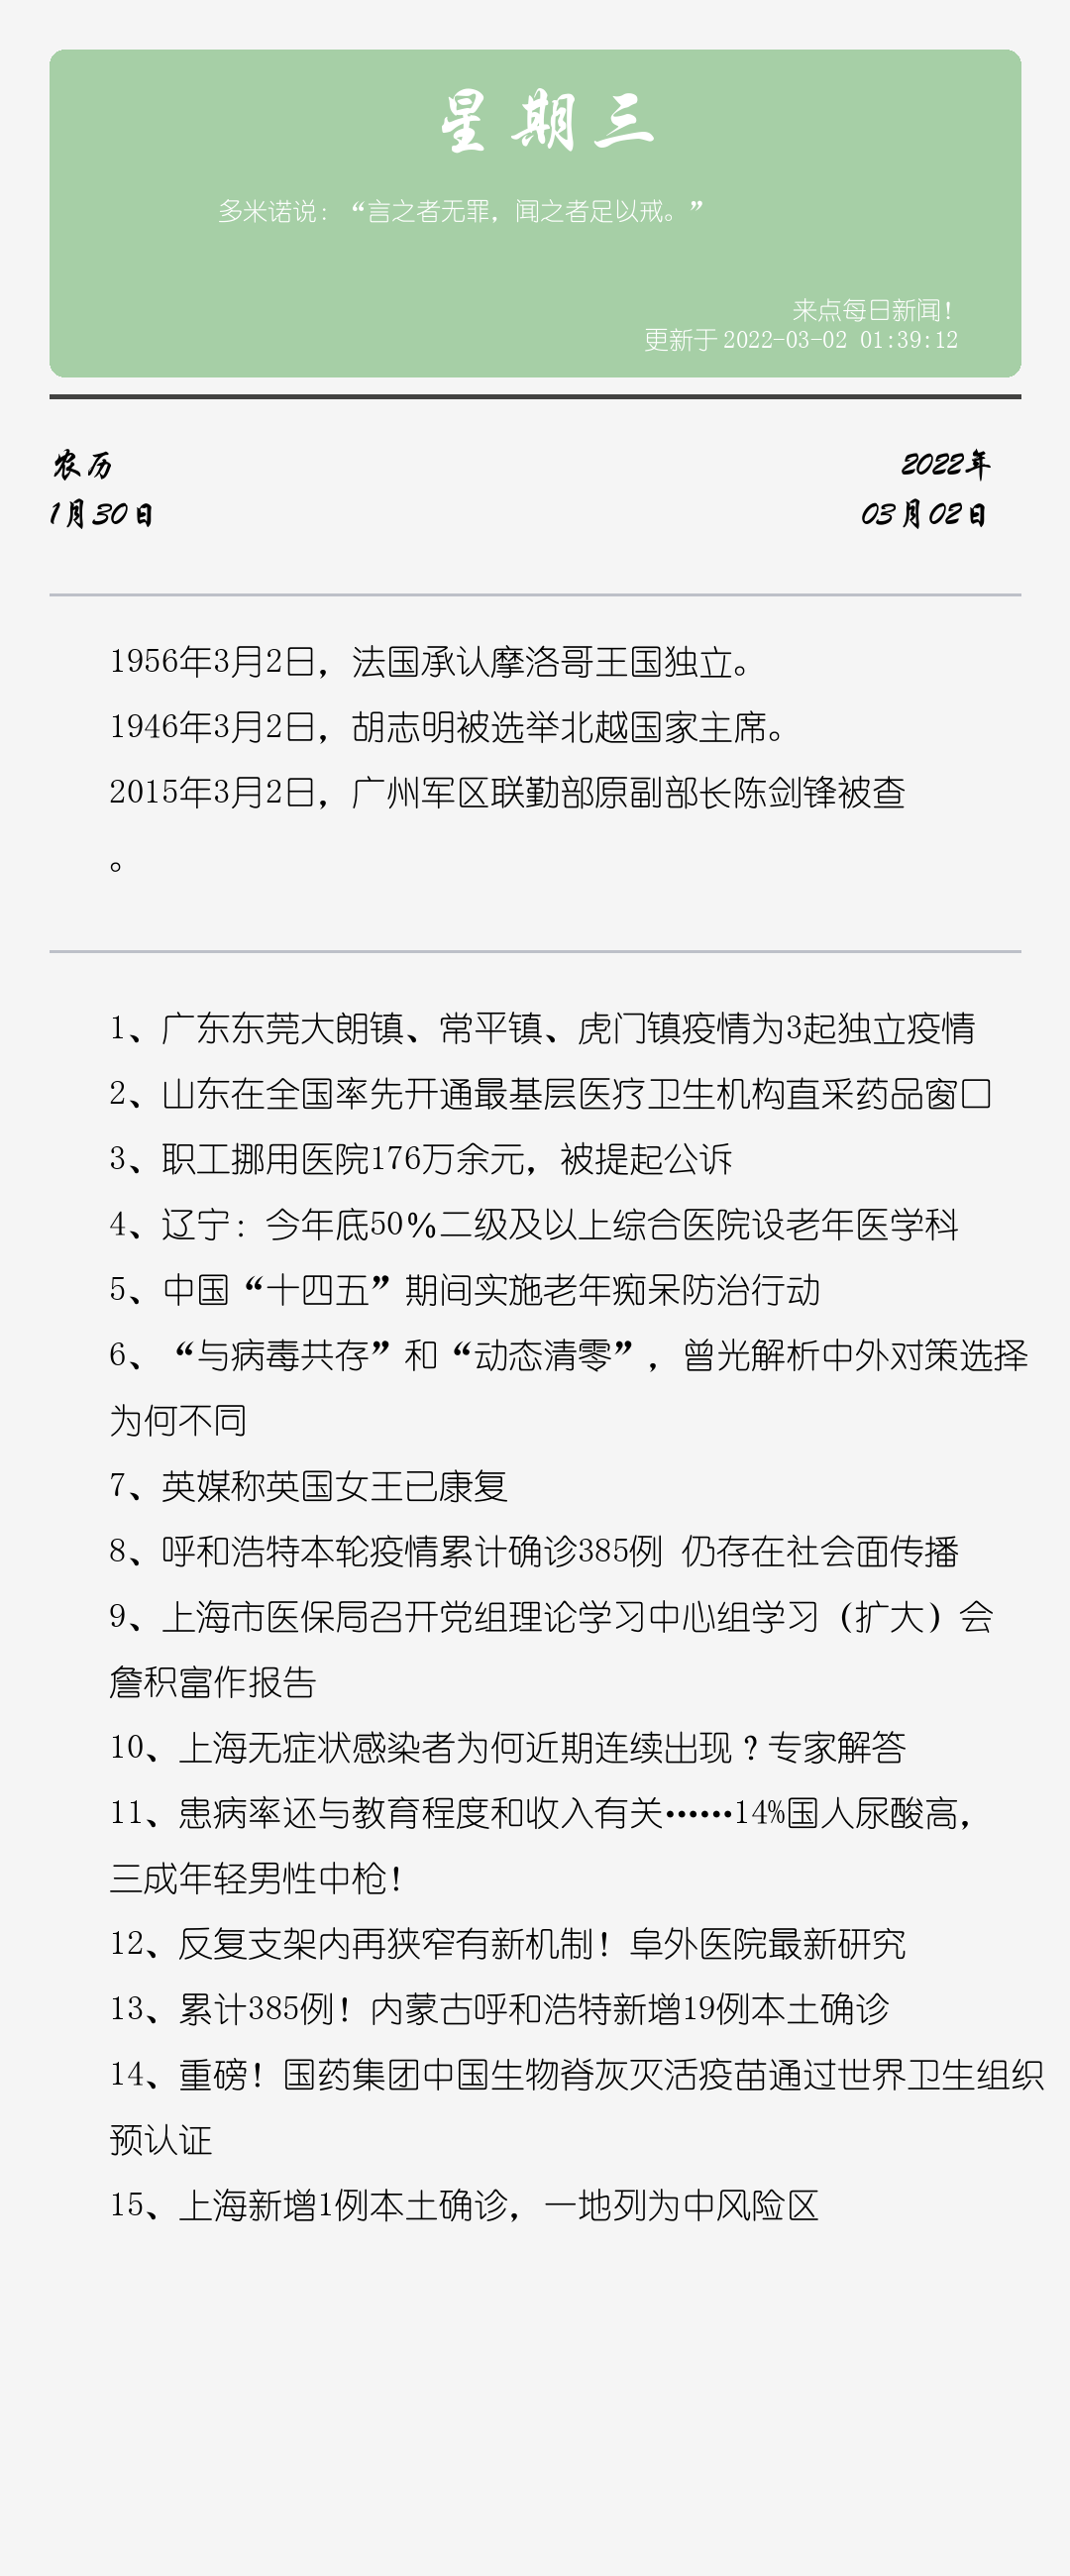 星期三
多米诺说：“言之者无罪，闻之者足以戒。”
来点每日新闻！
更新于 2022-03-02 01:39:12
农历
1月30日
2022年
03月02日
1956年3月2日，法国承认摩洛哥王国独立。
1946年3月2日，胡志明被选举北越国家主席。
2015年3月2日，广州军区联勤部原副部长陈剑锋被查
。
1、广东东莞大朗镇、常平镇、虎门镇疫情为3起独立疫情
2、山东在全国率先开通最基层医疗卫生机构直采药品窗口
3、职工挪用医院176万余元，被提起公诉
4、辽宁：今年底50％二级及以上综合医院设老年医学科
5、中国“十四五”期间实施老年痴呆防治行动
6、“与病毒共存”和“动态清零”，曾光解析中外对策选择
为何不同
7、英媒称英国女王已康复
8、呼和浩特本轮疫情累计确诊385例 仍存在社会面传播
9、上海市医保局召开党组理论学习中心组学习（扩大）会
詹积富作报告
10、上海无症状感染者为何近期连续出现？专家解答
11、患病率还与教育程度和收入有关……14%国人尿酸高，
三成年轻男性中枪！
12、反复支架内再狭窄有新机制！阜外医院最新研究
13、累计385例！内蒙古呼和浩特新增19例本土确诊
14、重磅！国药集团中国生物脊灰灭活疫苗通过世界卫生组织
预认证
15、上海新增1例本土确诊，一地列为中风险区